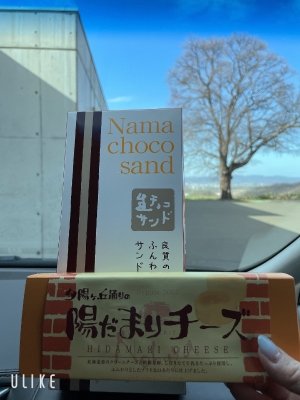 Nama
choco
sand
生チョコ
サンド
良質の
ふんわ
サンド
夕陽ヶ丘通りの
陽だまりチーズ
HIDAMARI CHEESE
ULIKE